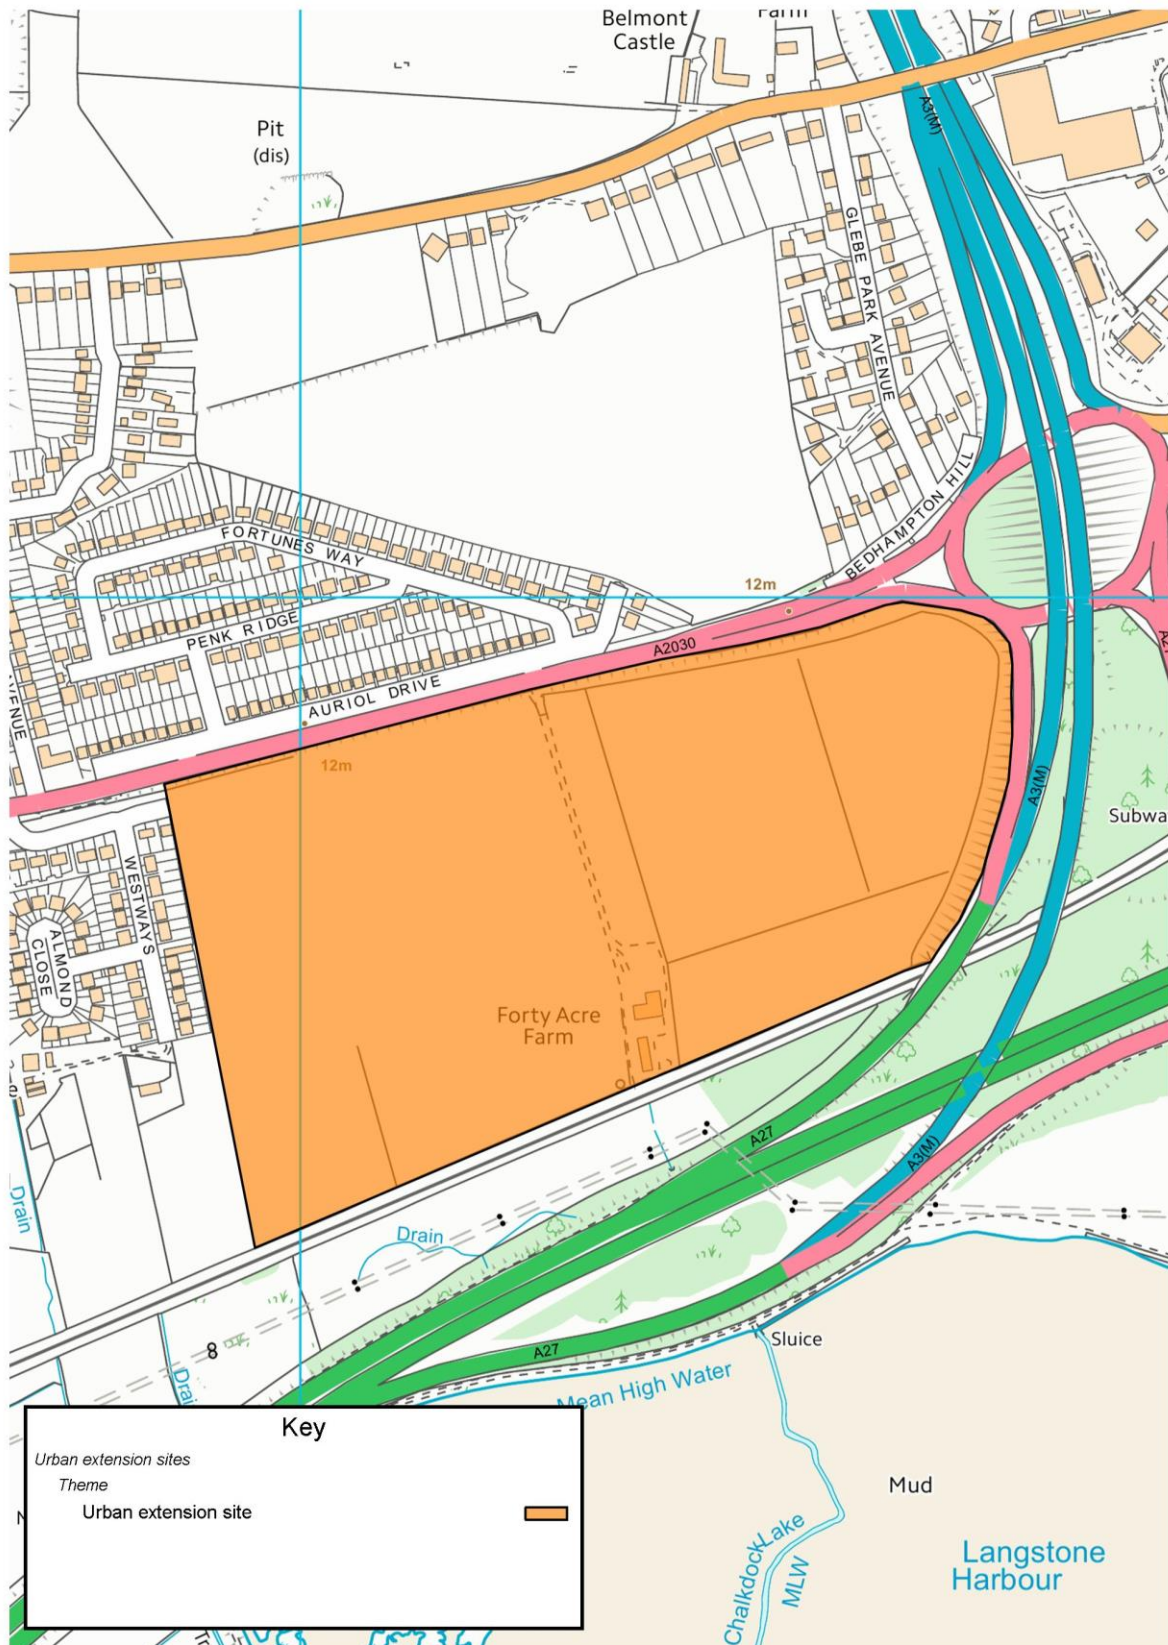 Belmont
Castle
Farm
A3(M)
Pit
(dis)
GLEBE PARK AVENUE
BEDHAMPTON HILL
FORTUNES WAY
12m
PENK RIDGE
A2030
AURIOL DRIVE
12m
A3(M)
Subwa
WESTWAYS
ALMOND
CLOSE
Forty Acre
Farm
A27
A3(M)
Drain
Drain
A27
Sluice
Mean High Water
Key
Urban extension sites
Theme
Urban extension site
Mud
Chalkdock Lake
MLW
Langstone
Harbour